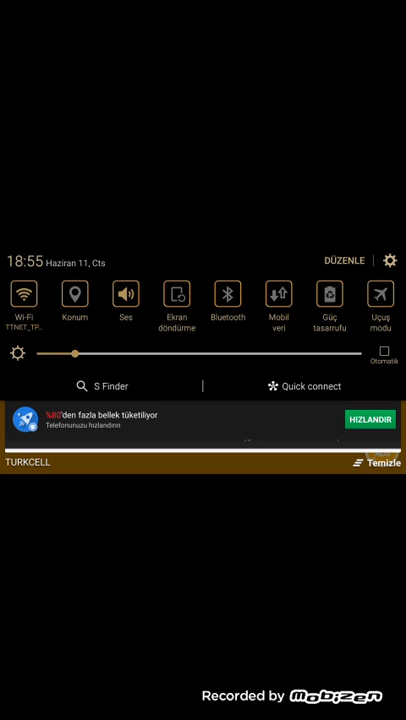 18:55 Haziran 11, Cts
DÜZENLE
Wi-Fi
TTNET_TP...
Konum
Ses
Ekran
döndürme
Bluetooth
Mobil
veri
Güç
tasarrufu
Uçuş
modu
Otomatik
S Finder
Quick connect
%80'den fazla bellek tüketiliyor
Telefonunuzu hızlandırın
HIZLANDIR
TURKCELL
Temizle
Recorded by Mobizen